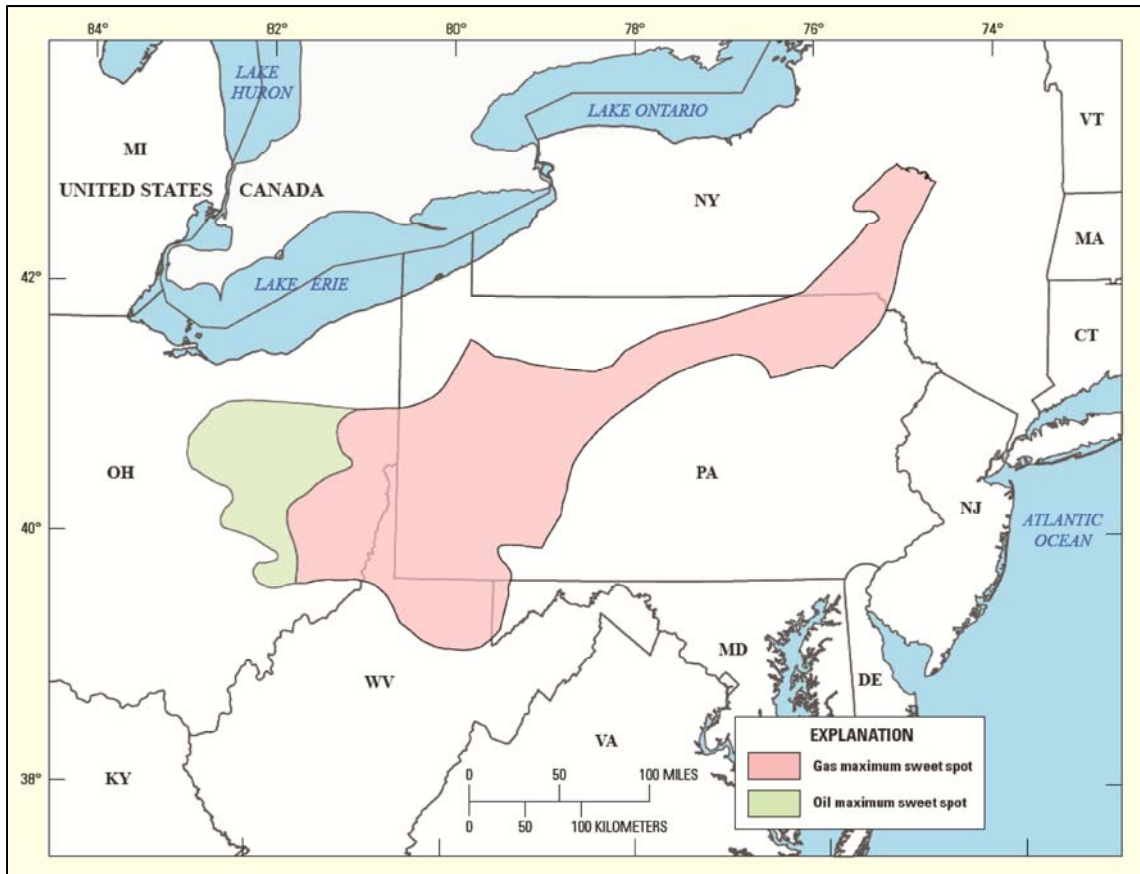 84°
82°
80°
78°
76°
74°
LAKE
HURON
LAKE ONTARIO
VT
MI
UNITED STATES
CANADA
NY
MA
42°
LAKE ERIE
CT
OH
PA
NJ
40°
ATLANTIC
OCEAN
MD
WV
DE
VA
EXPLANATION
Gas maximum sweet spot
Oil maximum sweet spot
KY
38°
0 50 100 MILES
0 50 100 KILOMETERS